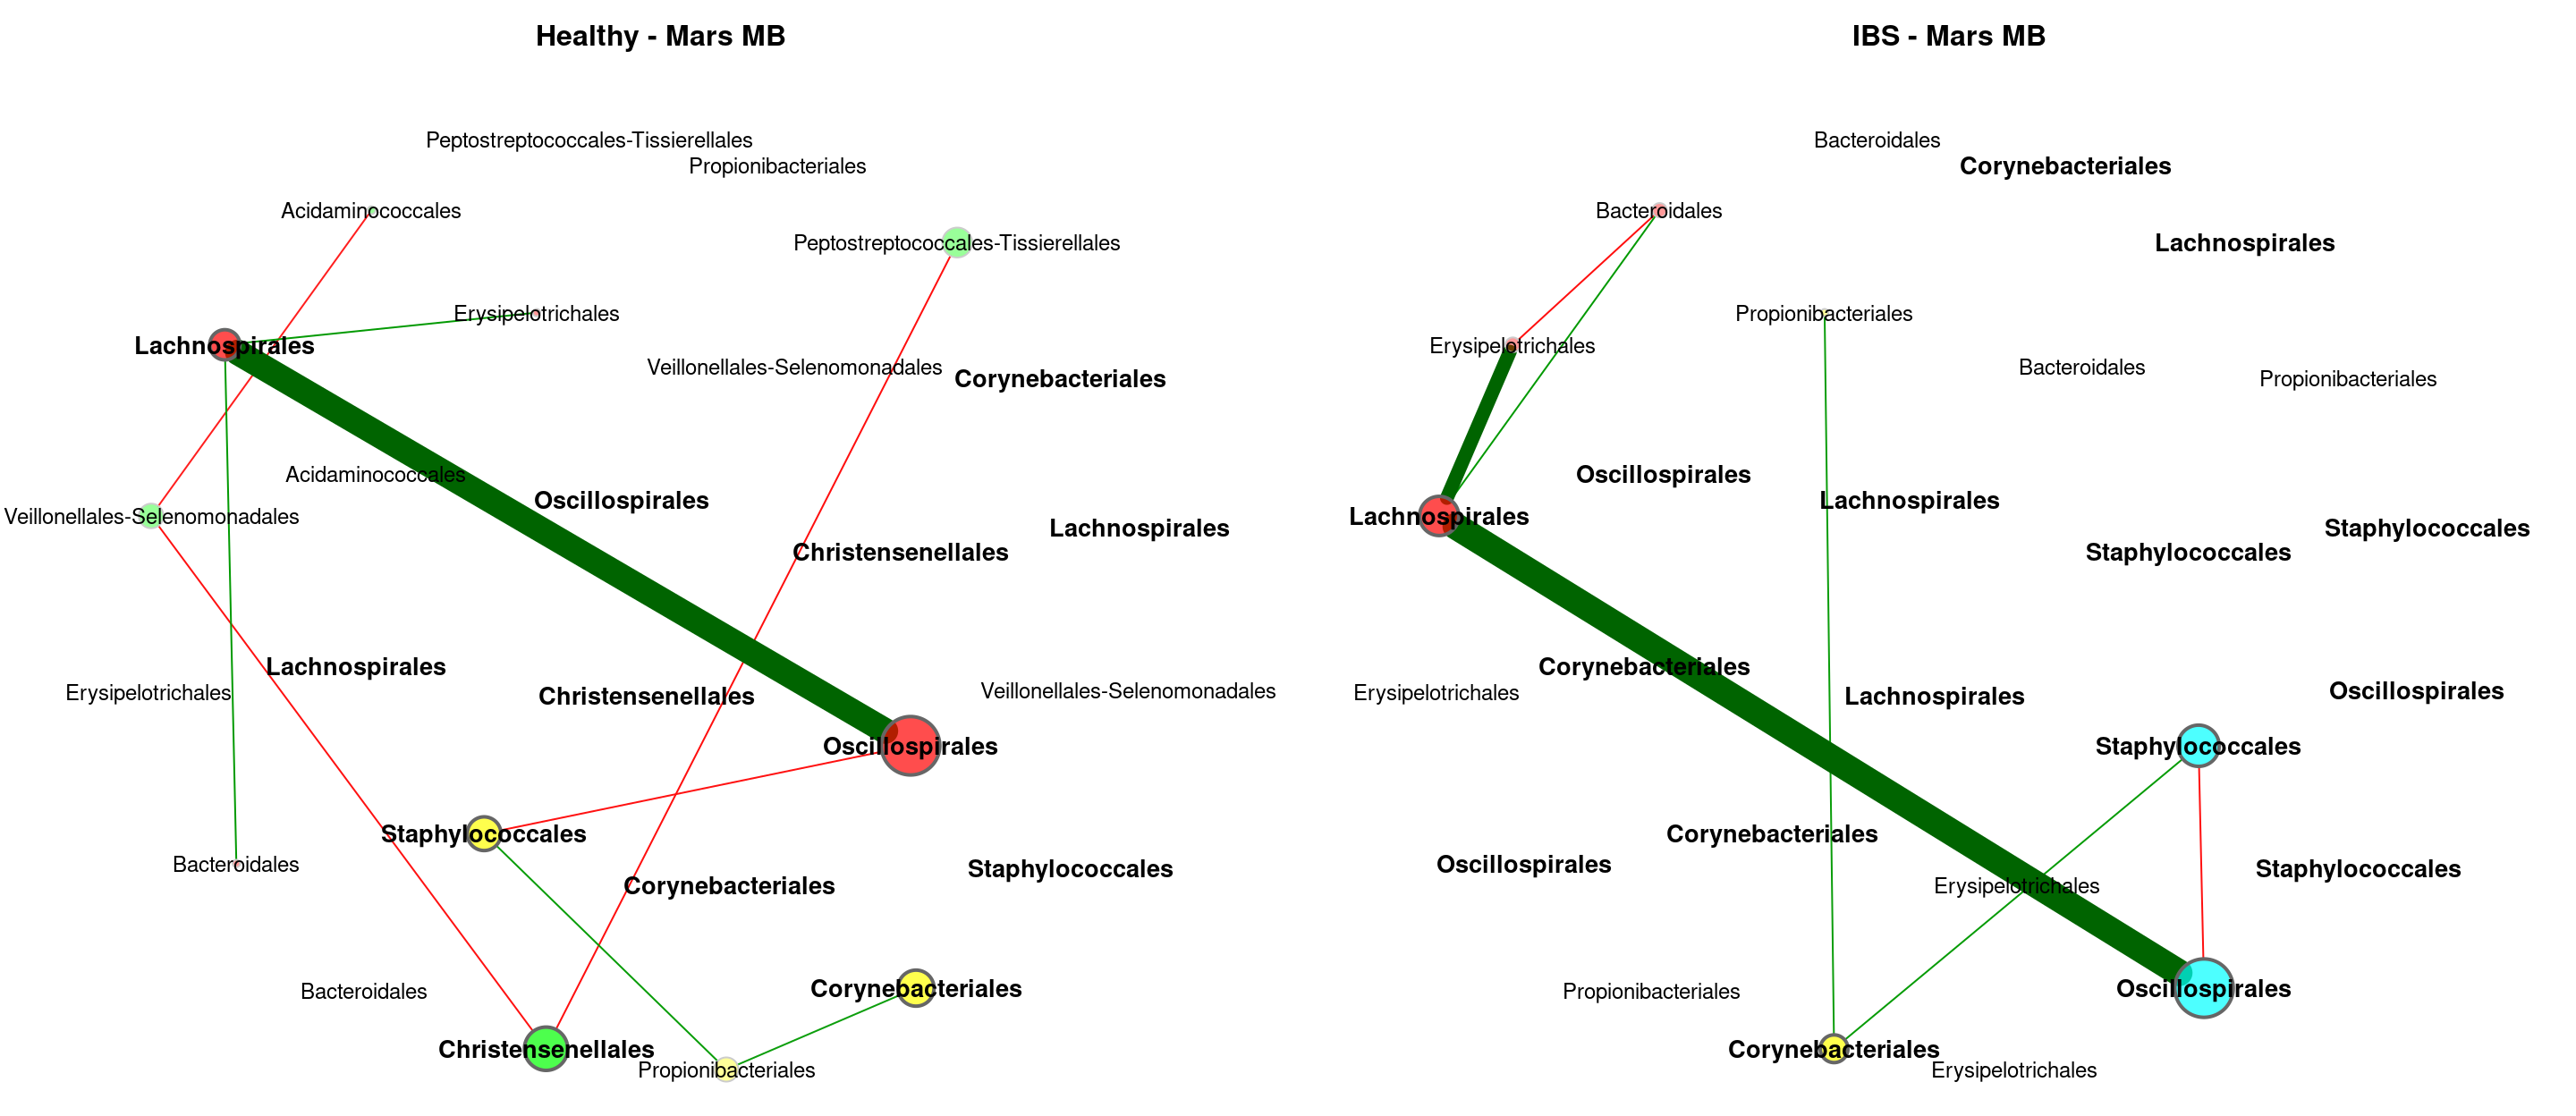 Healthy - Mars MB
Peptostreptococcales-Tissierellales
Propionibacteriales
Acidaminococcales
Peptostreptococcales-Tissierellales
Erysipelotrichales
Lachnospirales
Veillonellales-Selenomonadales
Corynebacteriales
Acidaminococcales
Oscillospirales
Veillonellales-Selenomonadales
Lachnospirales
Christensenellales
Lachnospirales
Erysipelotrichales
Christensenellales
Veillonellales-Selenomonadales
Oscillospirales
Staphylococcales
Bacteroidales
Staphylococcales
Corynebacteriales
Bacteroidales
Corynebacteriales
Christensenellales
Propionibacteriales
IBS - Mars MB
Bacteroidales
Corynebacteriales
Bacteroidales
Lachnospirales
Propionibacteriales
Erysipelotrichales
Bacteroidales
Propionibacteriales
Oscillospirales
Lachnospirales
Lachnospirales
Staphylococcales
Staphylococcales
Corynebacteriales
Erysipelotrichales
Lachnospirales
Oscillospirales
Staphylococcales
Corynebacteriales
Oscillospirales
Staphylococcales
Erysipelotrichales
Propionibacteriales
Oscillospirales
Corynebacteriales
Erysipelotrichales